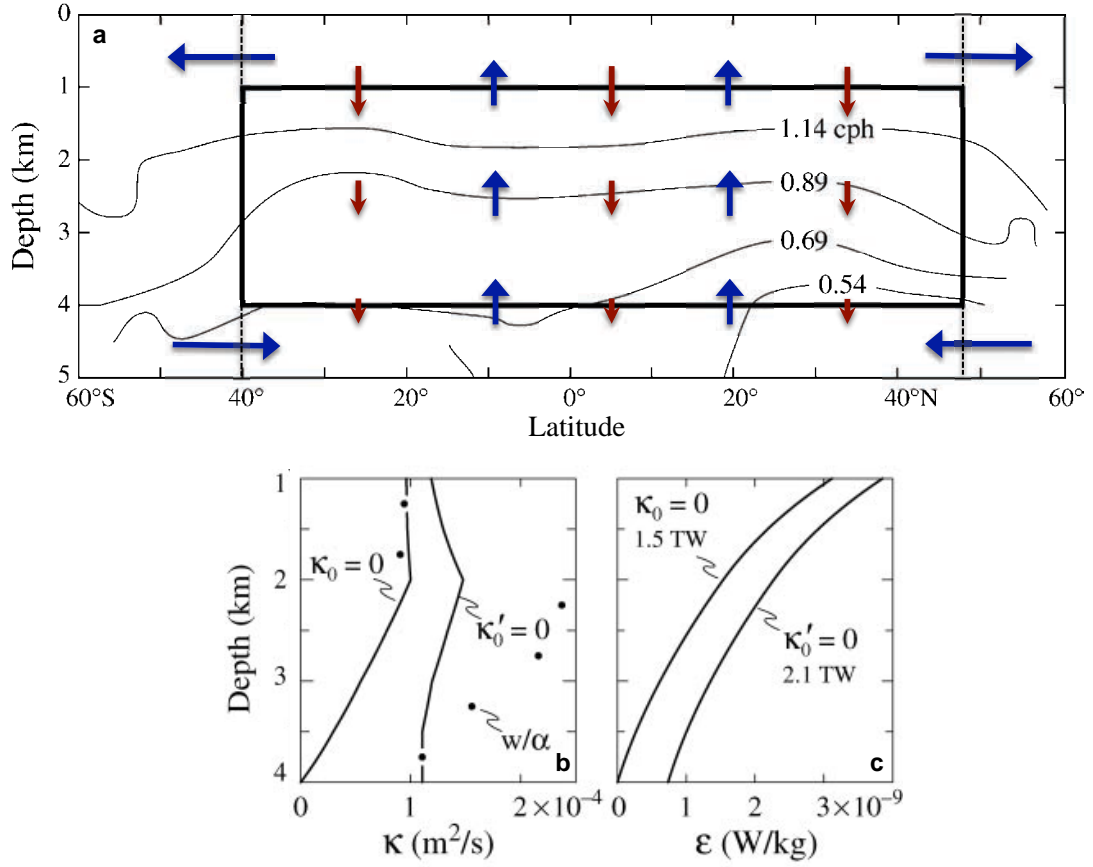 a
0
1
2
3
4
5
Depth (km)
1.14 cph
0.89
0.69
0.54
60°S
40°
20°
0°
20°
40°N
60°
Latitude
b
1
2
3
4
Depth (km)
κ₀ = 0
κ₀′ = 0
w/α
0
1
2×10⁻⁴
κ (m²/s)
c
κ₀ = 0
1.5 TW
κ₀′ = 0
2.1 TW
0
1
2
3×10⁻⁹
ε (W/kg)